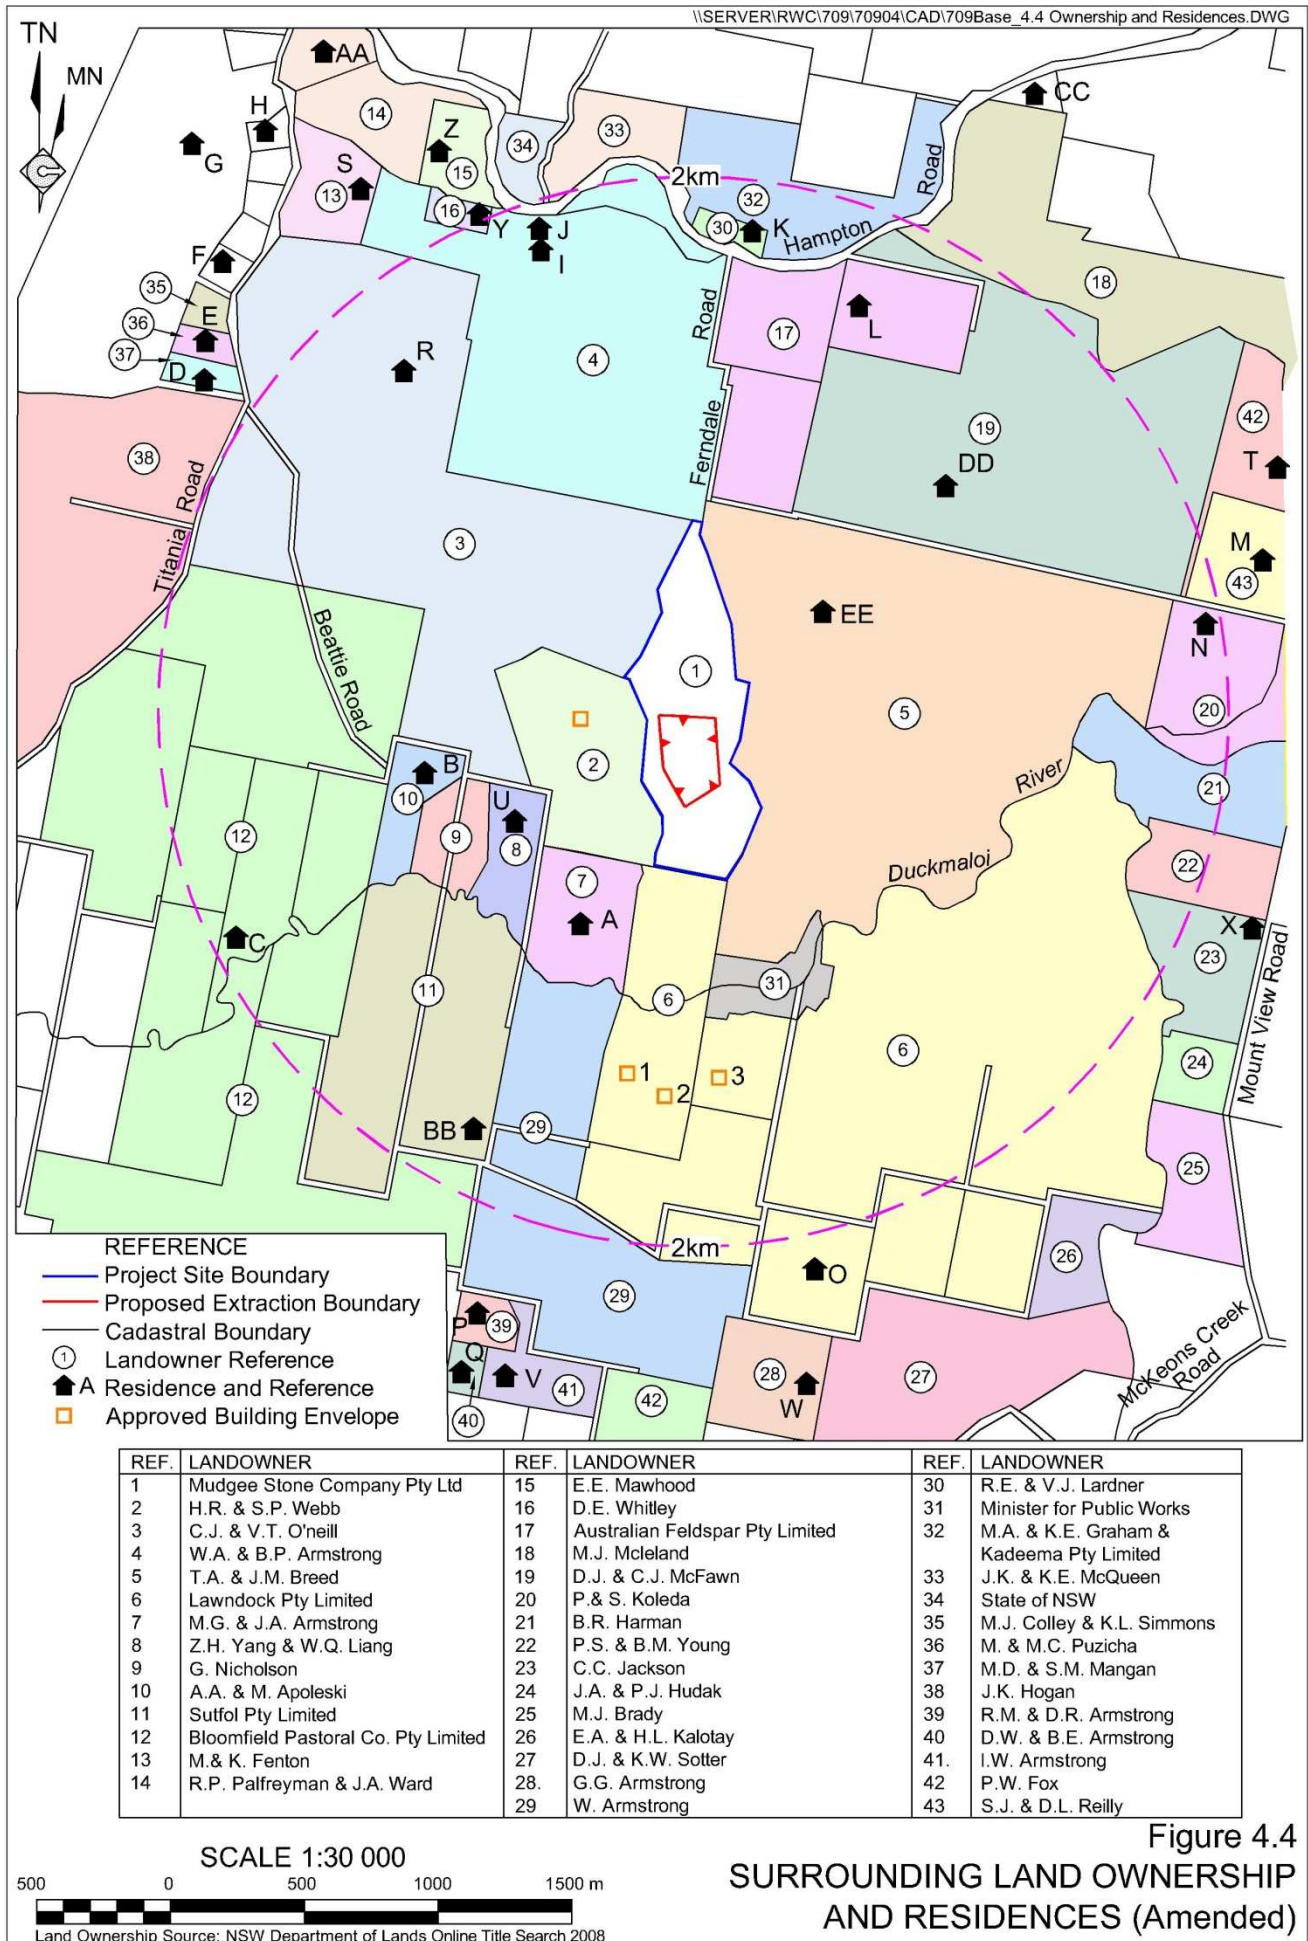 \\SERVER\RWC\709\70904\CAD\709Base_4.4 Ownership and Residences.DWG
TN
MN
AA
CC
H
G
14
Z
15
34
33
S
13
16
Y
J
I
2km
32
30
K
Hampton
Road
18
F
35
E
36
37
D
R
4
Road
Ferndale
17
L
19
DD
42
T
38
Titania Road
3
M
43
EE
N
1
Beattie Road
5
20
2
River
21
B
10
U
9
8
12
Duckmaloi
22
7
A
X
23
C
11
31
6
6
Mount View Road
24
1
2
3
12
BB
29
25
26
2km
O
29
P
39
Q
V
41
40
42
28
W
27
McKeons Creek
Road
REFERENCE
Project Site Boundary
Proposed Extraction Boundary
Cadastral Boundary
1 Landowner Reference
A Residence and Reference
Approved Building Envelope
REF. LANDOWNER REF. LANDOWNER REF. LANDOWNER
1 Mudgee Stone Company Pty Ltd 15 E.E. Mawhood 30 R.E. & V.J. Lardner
2 H.R. & S.P. Webb 16 D.E. Whitley 31 Minister for Public Works
3 C.J. & V.T. O'neill 17 Australian Feldspar Pty Limited 32 M.A. & K.E. Graham &
4 W.A. & B.P. Armstrong 18 M.J. Mcleland Kadeema Pty Limited
5 T.A. & J.M. Breed 19 D.J. & C.J. McFawn 33 J.K. & K.E. McQueen
6 Lawndock Pty Limited 20 P.& S. Koleda 34 State of NSW
7 M.G. & J.A. Armstrong 21 B.R. Harman 35 M.J. Colley & K.L. Simmons
8 Z.H. Yang & W.Q. Liang 22 P.S. & B.M. Young 36 M. & M.C. Puzicha
9 G. Nicholson 23 C.C. Jackson 37 M.D. & S.M. Mangan
10 A.A. & M. Apoleski 24 J.A. & P.J. Hudak 38 J.K. Hogan
11 Sutfol Pty Limited 25 M.J. Brady 39 R.M. & D.R. Armstrong
12 Bloomfield Pastoral Co. Pty Limited 26 E.A. & H.L. Kalotay 40 D.W. & B.E. Armstrong
13 M.& K. Fenton 27 D.J. & K.W. Sotter 41. I.W. Armstrong
14 R.P. Palfreyman & J.A. Ward 28. G.G. Armstrong 42 P.W. Fox
29 W. Armstrong 43 S.J. & D.L. Reilly
SCALE 1:30 000
500 0 500 1000 1500 m
Land Ownership Source: NSW Department of Lands Online Title Search 2008
Figure 4.4
SURROUNDING LAND OWNERSHIP
AND RESIDENCES (Amended)